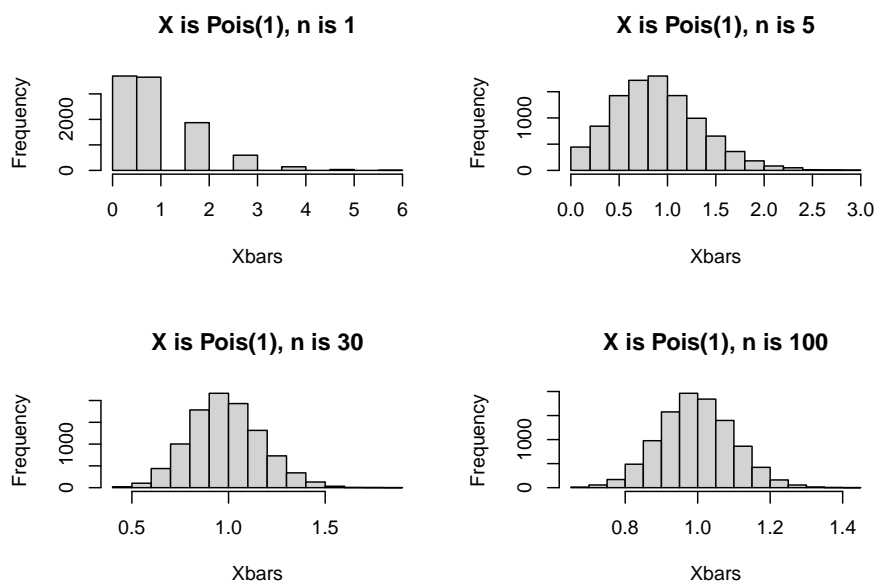 X is Pois(1), n is 1
Frequency
0 2000
0 1 2 3 4 5 6
Xbars
X is Pois(1), n is 5
Frequency
0 1000
0.0 0.5 1.0 1.5 2.0 2.5 3.0
Xbars
X is Pois(1), n is 30
Frequency
0 1000
0.5 1.0 1.5
Xbars
X is Pois(1), n is 100
Frequency
0 1000
0.8 1.0 1.2 1.4
Xbars